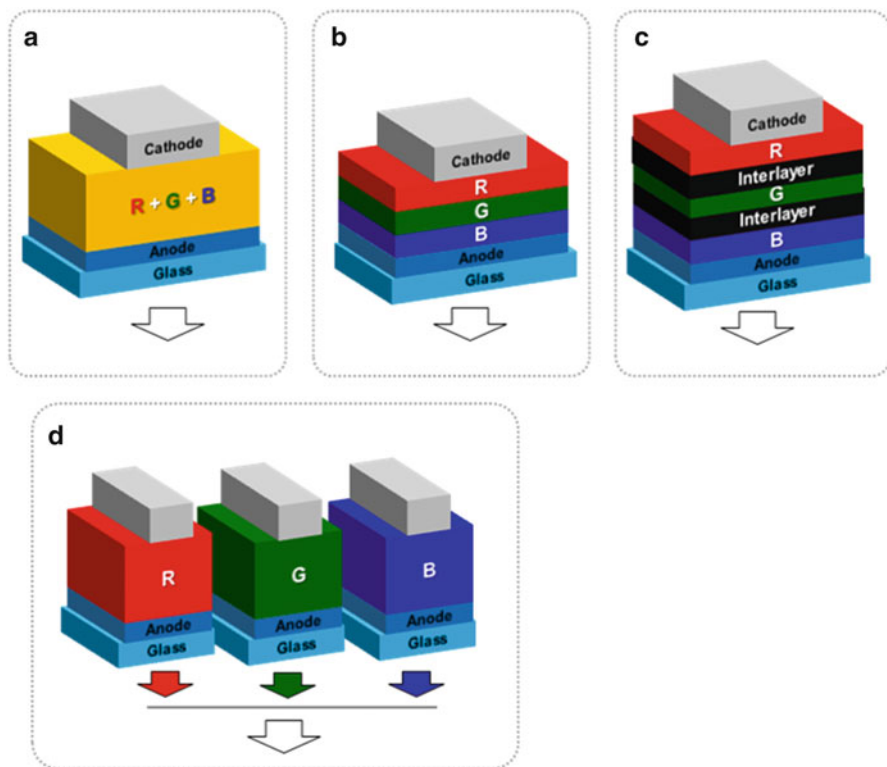 a
Cathode
R + G + B
Anode
Glass
b
Cathode
R
G
B
Anode
Glass
c
Cathode
R
Interlayer
G
Interlayer
B
Anode
Glass
d
R
Anode
Glass
G
Anode
Glass
B
Anode
Glass